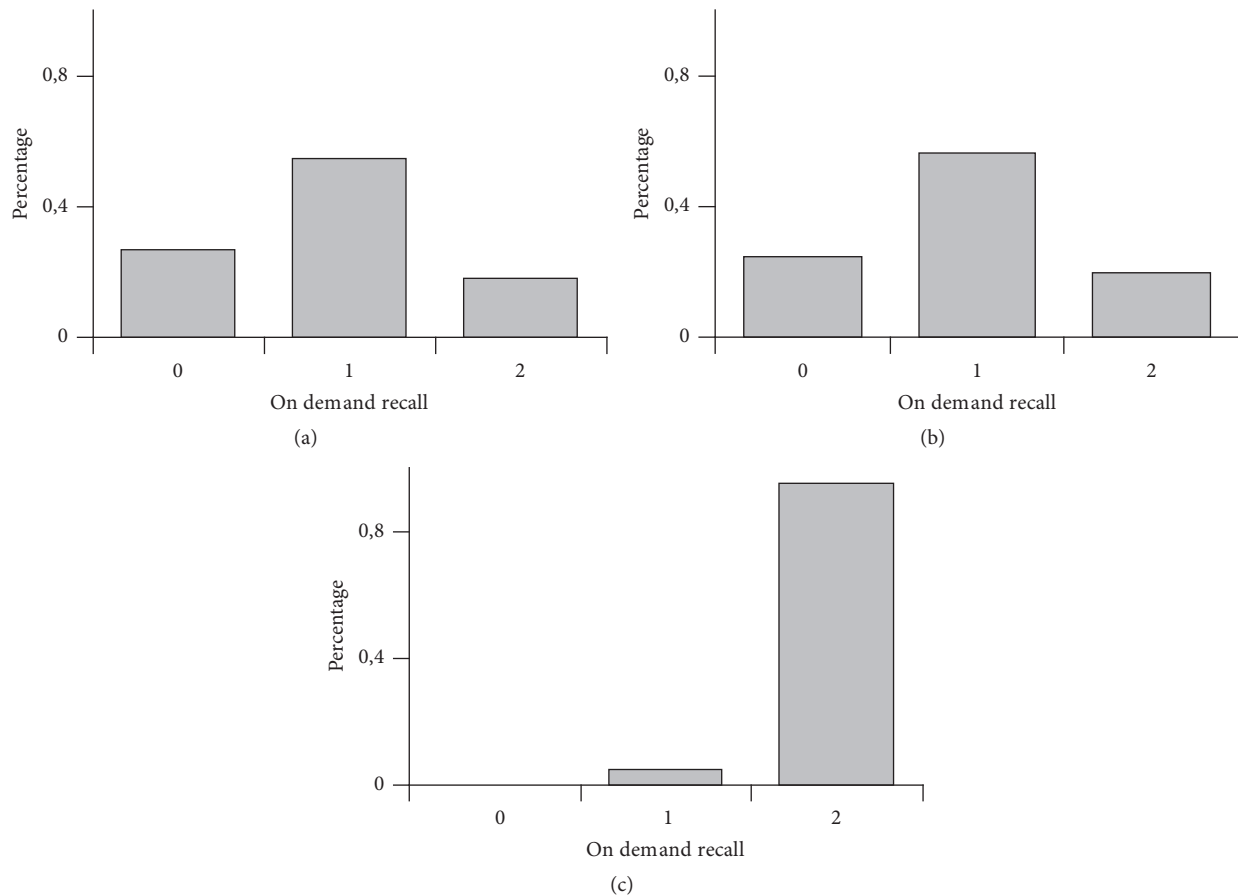 Percentage
0,8
0,4
0
0 1 2
On demand recall
(a)
Percentage
0,8
0,4
0
0 1 2
On demand recall
(b)
Percentage
0,8
0,4
0
0 1 2
On demand recall
(c)